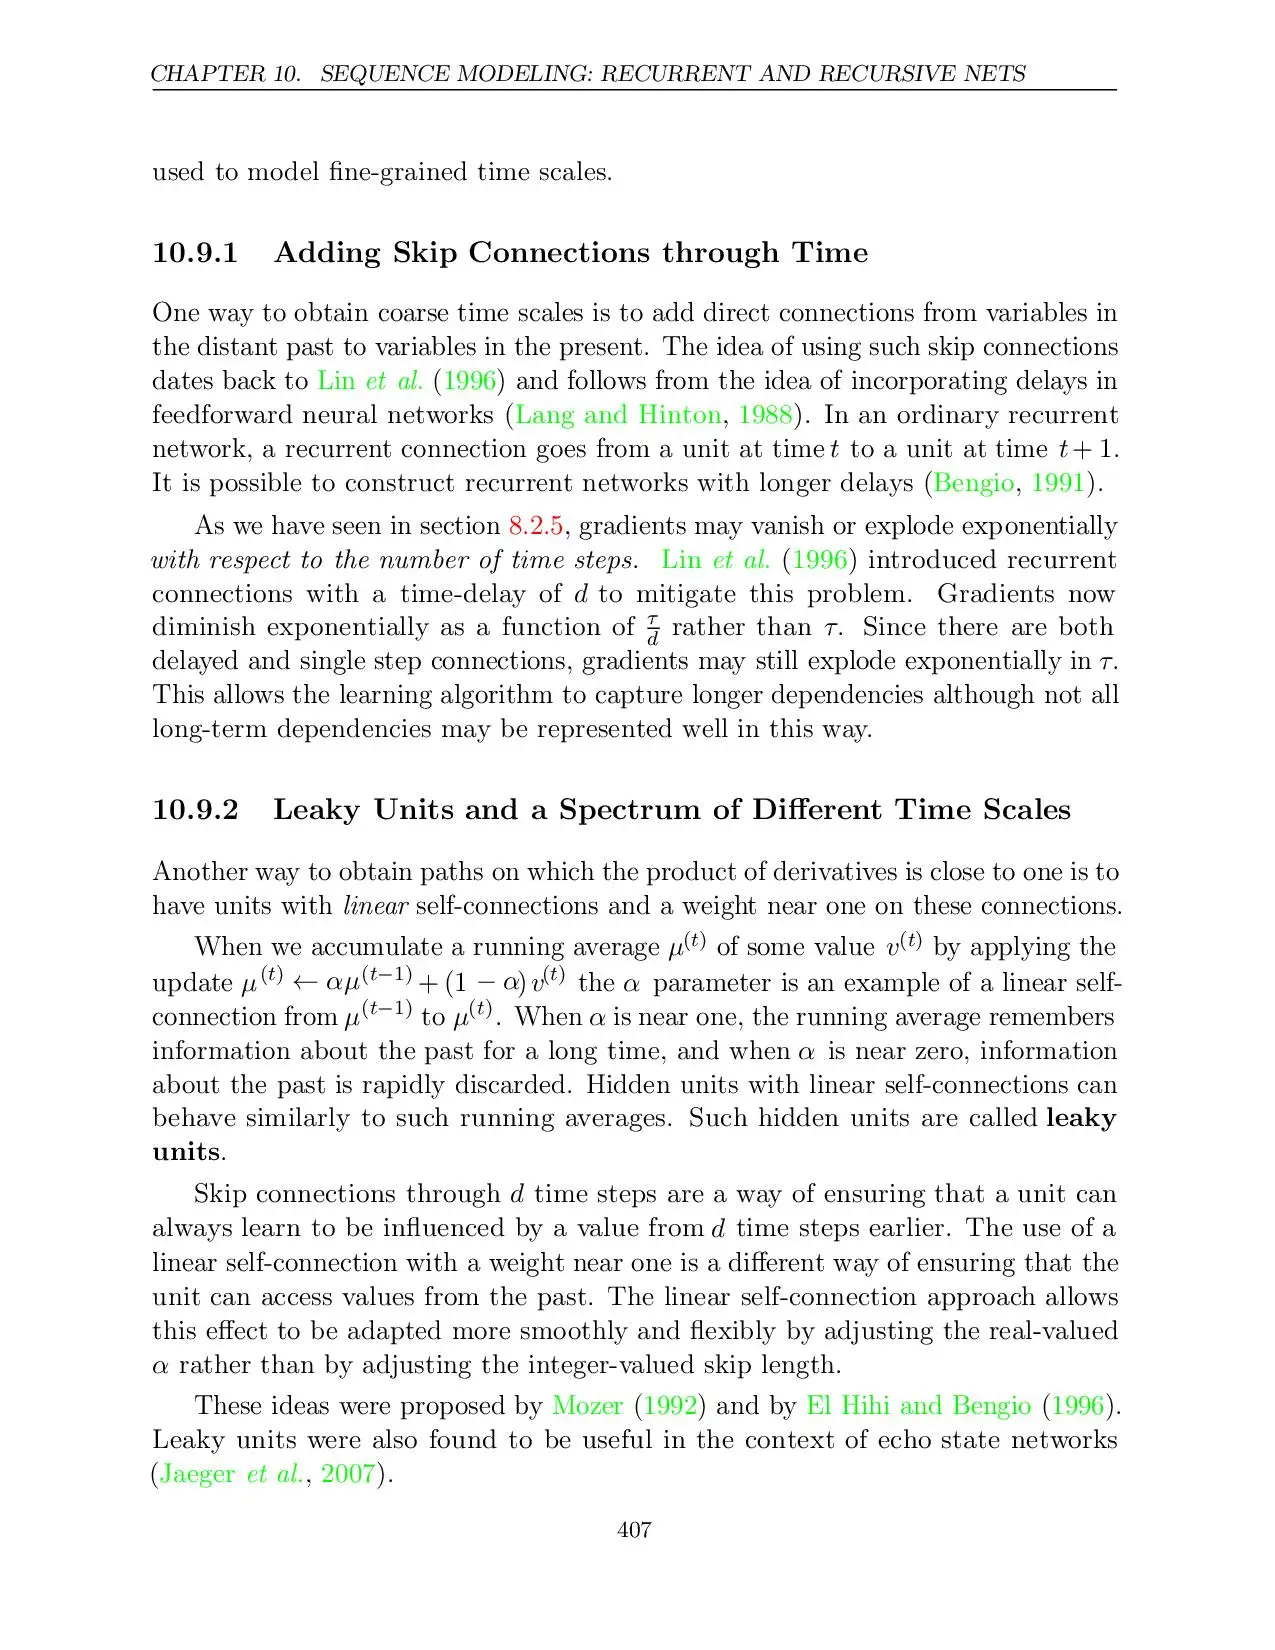 CHAPTER 10. SEQUENCE MODELING: RECURRENT AND RECURSIVE NETS
used to model fine-grained time scales.
10.9.1 Adding Skip Connections through Time
One way to obtain coarse time scales is to add direct connections from variables in
the distant past to variables in the present. The idea of using such skip connections
dates back to Lin et al. (1996) and follows from the idea of incorporating delays in
feedforward neural networks (Lang and Hinton, 1988). In an ordinary recurrent
network, a recurrent connection goes from a unit at time t to a unit at time t + 1.
It is possible to construct recurrent networks with longer delays (Bengio, 1991).
As we have seen in section 8.2.5, gradients may vanish or explode exponentially
with respect to the number of time steps. Lin et al. (1996) introduced recurrent
connections with a time-delay of d to mitigate this problem. Gradients now
diminish exponentially as a function of τ/d rather than τ. Since there are both
delayed and single step connections, gradients may still explode exponentially in τ.
This allows the learning algorithm to capture longer dependencies although not all
long-term dependencies may be represented well in this way.
10.9.2 Leaky Units and a Spectrum of Different Time Scales
Another way to obtain paths on which the product of derivatives is close to one is to
have units with linear self-connections and a weight near one on these connections.
When we accumulate a running average μ^(t) of some value v^(t) by applying the
update μ^(t) ← αμ^(t−1) + (1 − α)v^(t) the α parameter is an example of a linear self-
connection from μ^(t−1) to μ^(t). When α is near one, the running average remembers
information about the past for a long time, and when α is near zero, information
about the past is rapidly discarded. Hidden units with linear self-connections can
behave similarly to such running averages. Such hidden units are called leaky
units.
Skip connections through d time steps are a way of ensuring that a unit can
always learn to be influenced by a value from d time steps earlier. The use of a
linear self-connection with a weight near one is a different way of ensuring that the
unit can access values from the past. The linear self-connection approach allows
this effect to be adapted more smoothly and flexibly by adjusting the real-valued
α rather than by adjusting the integer-valued skip length.
These ideas were proposed by Mozer (1992) and by El Hihi and Bengio (1996).
Leaky units were also found to be useful in the context of echo state networks
(Jaeger et al., 2007).
407